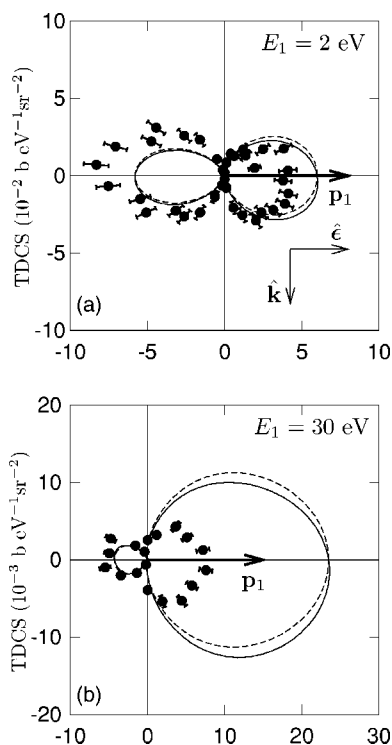 E₁ = 2 eV
TDCS (10⁻² b cV⁻¹sr⁻²)
10
5
0
-5
-10
p₁
ε̂
k̂
(a)
-10 -5 0 5 10
E₁ = 30 eV
TDCS (10⁻³ b cV⁻¹sr⁻²)
20
10
0
-10
-20
p₁
(b)
-10 0 10 20 30